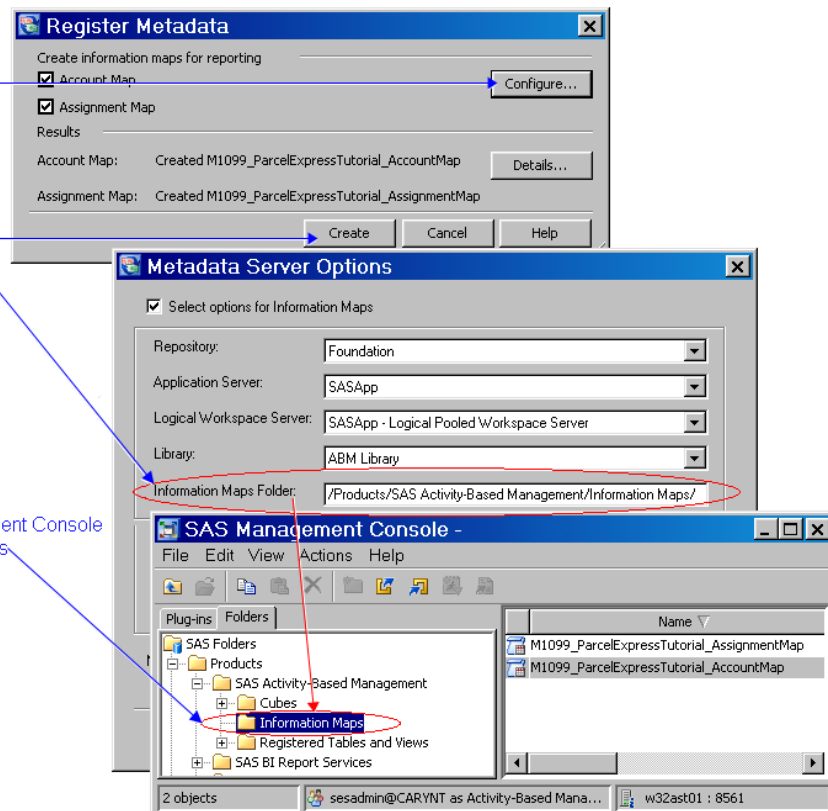 Register Metadata
Create information maps for reporting
Account Map
Configure...
Assignment Map
Results
Account Map: Created M1099_ParcelExpressTutorial_AccountMap
Details...
Assignment Map: Created M1099_ParcelExpressTutorial_AssignmentMap
Create Cancel Help
Metadata Server Options
Select options for Information Maps
Repository: Foundation
Application Server: SASApp
Logical Workspace Server: SASApp - Logical Pooled Workspace Server
Library: ABM Library
Information Maps Folder: /Products/SAS Activity-Based Management/Information Maps/
ent Console
s
SAS Management Console -
File Edit View Actions Help
Plug-ins Folders
Name
SAS Folders
Products
SAS Activity-Based Management
Cubes
Information Maps
Registered Tables and Views
SAS BI Report Services
M1099_ParcelExpressTutorial_AssignmentMap
M1099_ParcelExpressTutorial_AccountMap
2 objects
sesadmin@CARYNT as Activity-Based Mana...
w32ast01 : 8561